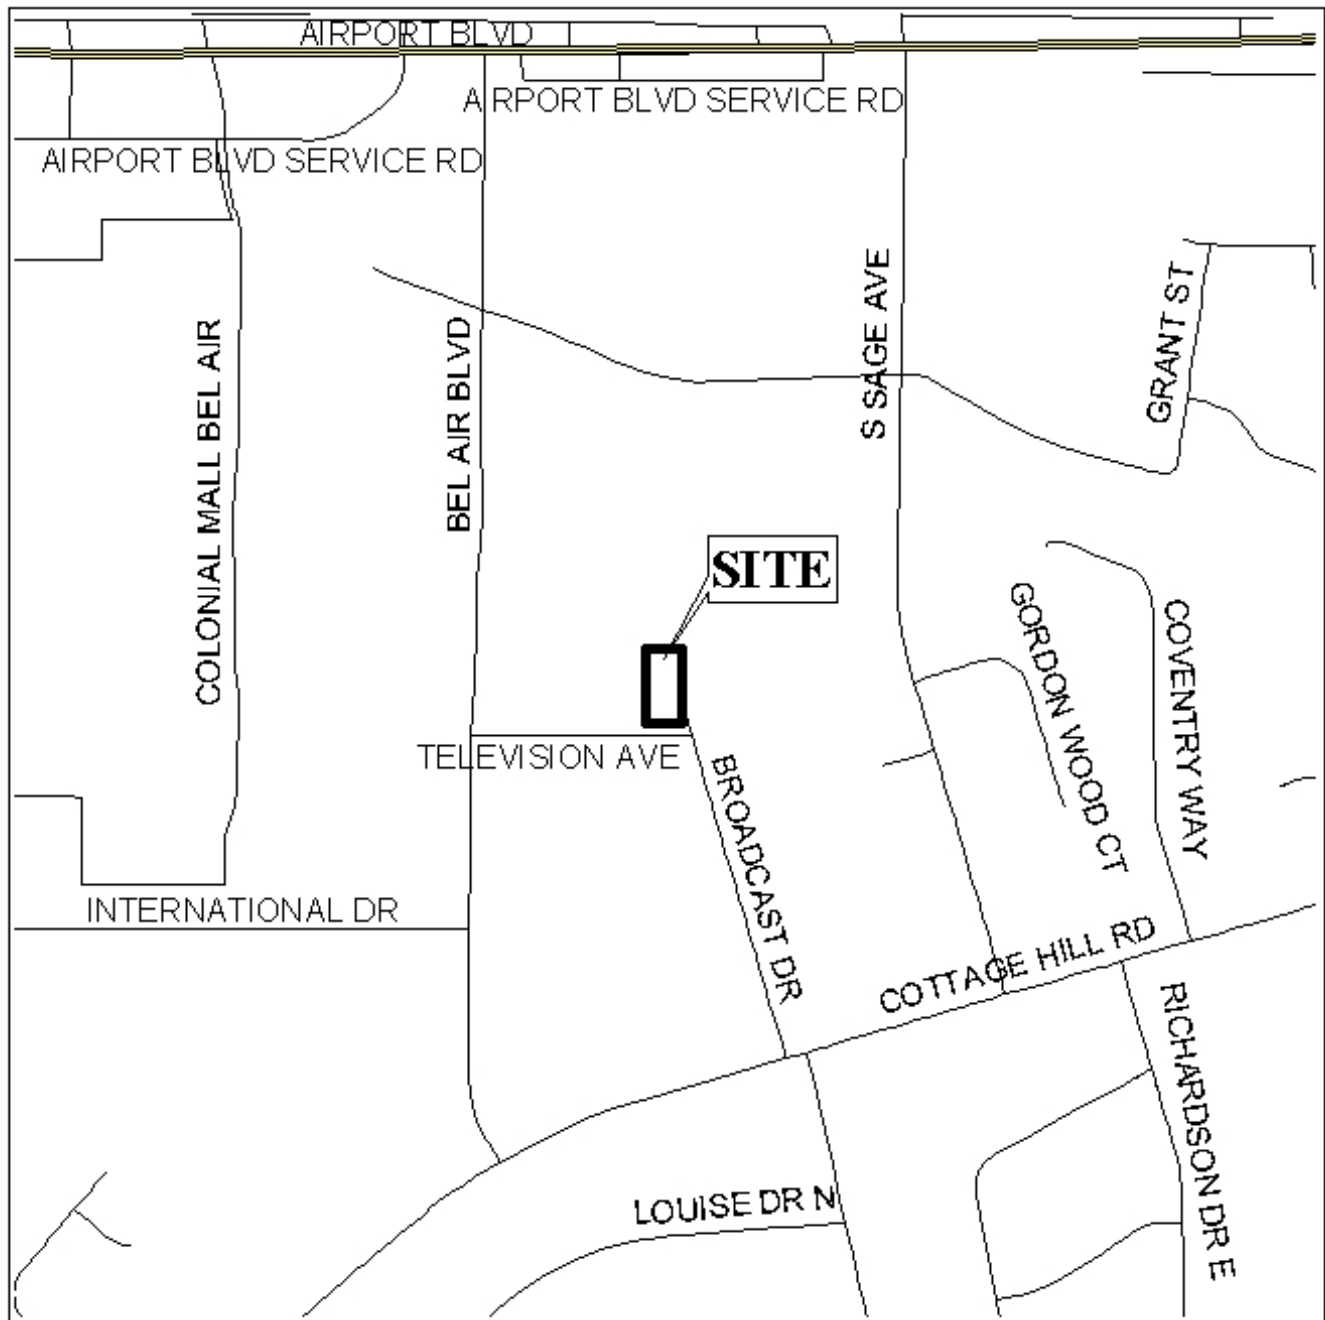 AIRPORT BLVD
AIRPORT BLVD SERVICE RD
AIRPORT BLVD SERVICE RD
COLONIAL MALL BEL AIR
BEL AIR BLVD
S SAGE AVE
GRANT ST
SITE
GORDON WOOD CT
COVENTRY WAY
TELEVISION AVE
BROADCAST DR
INTERNATIONAL DR
COTTAGE HILL RD
RICHARDSON DR E
LOUISE DR N